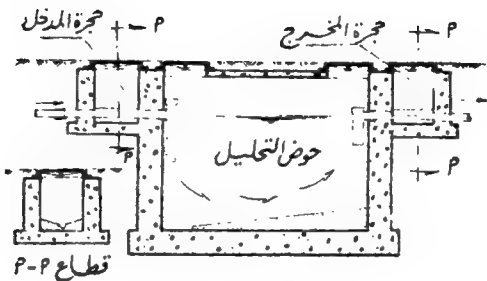 حجرة المدخل
حجرة المخرج
م
م
حوض التحليل
م
م
قطاع م-م